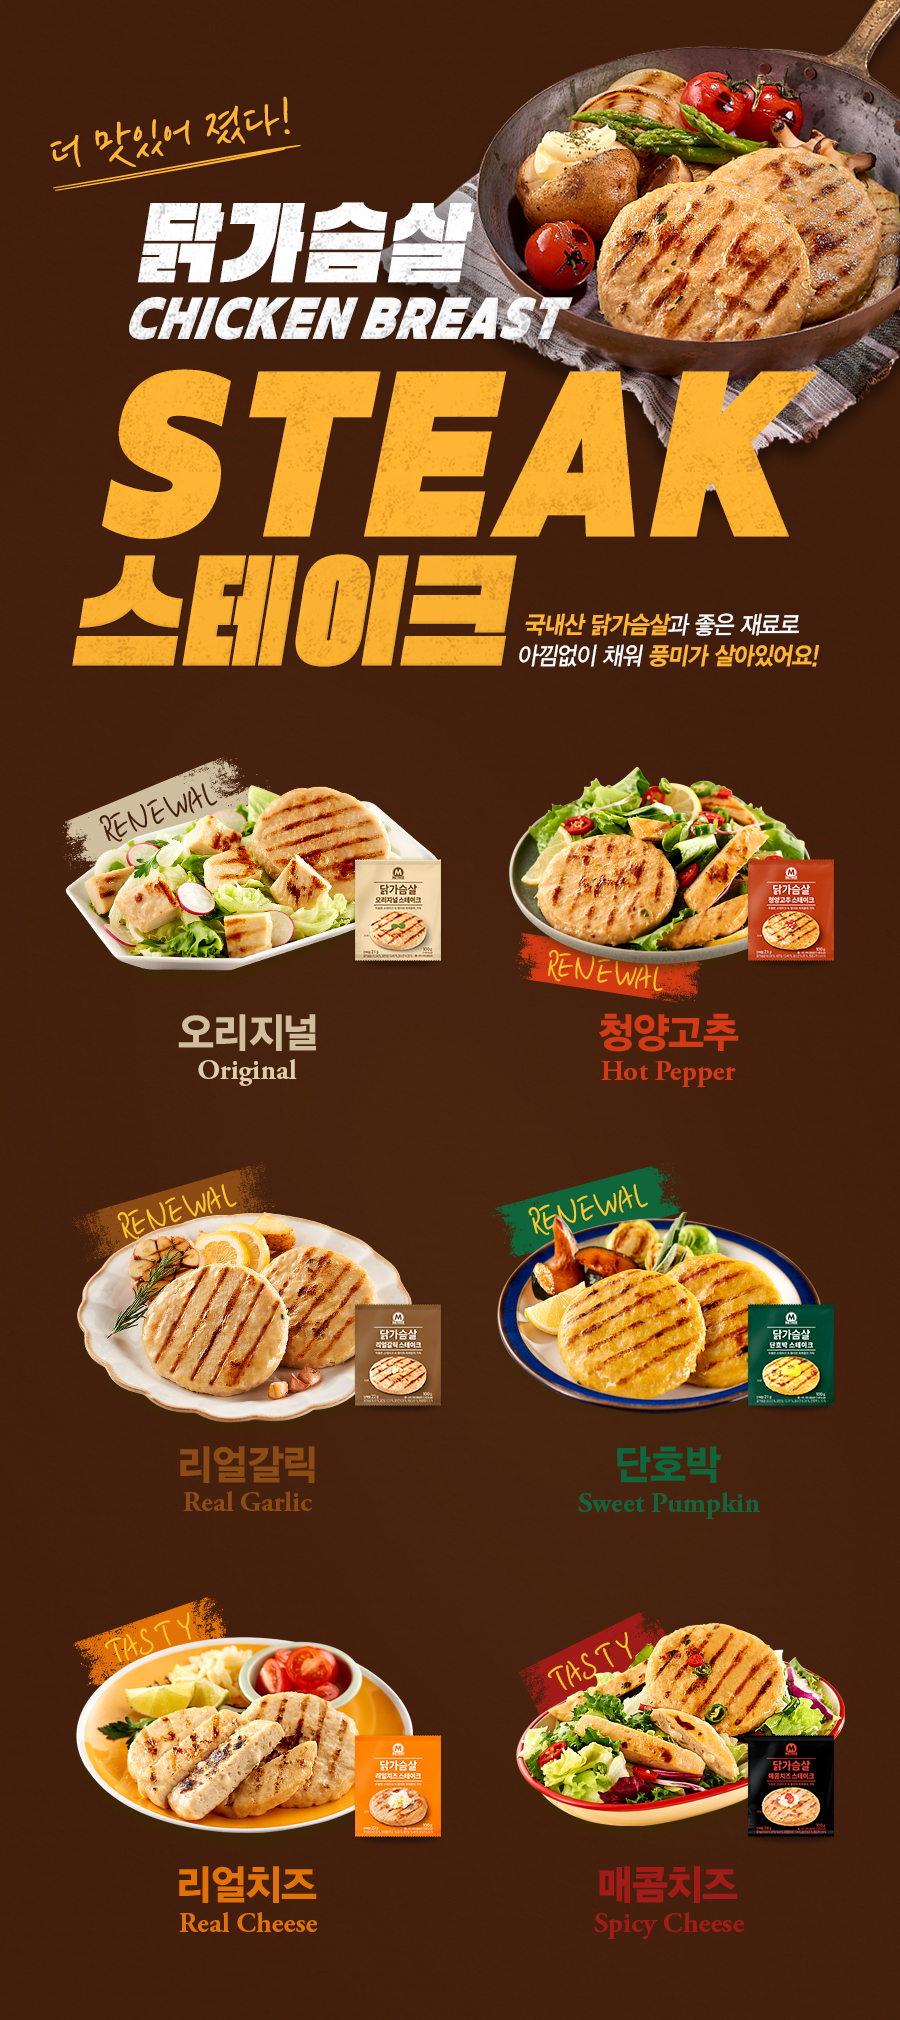 더 맛있어 졌다!
닭가슴살
CHICKEN BREAST
STEAK
스테이크
국내산 닭가슴살과 좋은 재료로
아낌없이 채워 풍미가 살아있어요!
RENEWAL
닭가슴살
오리지널 스테이크
100g
오리지널
Original
닭가슴살
청양고추 스테이크
100g
RENEWAL
청양고추
Hot Pepper
RENEWAL
닭가슴살
리얼갈릭 스테이크
100g
리얼갈릭
Real Garlic
RENEWAL
닭가슴살
단호박 스테이크
100g
단호박
Sweet Pumpkin
TASTY
닭가슴살
리얼치즈 스테이크
100g
리얼치즈
Real Cheese
TASTY
닭가슴살
매콤치즈 스테이크
100g
매콤치즈
Spicy Cheese